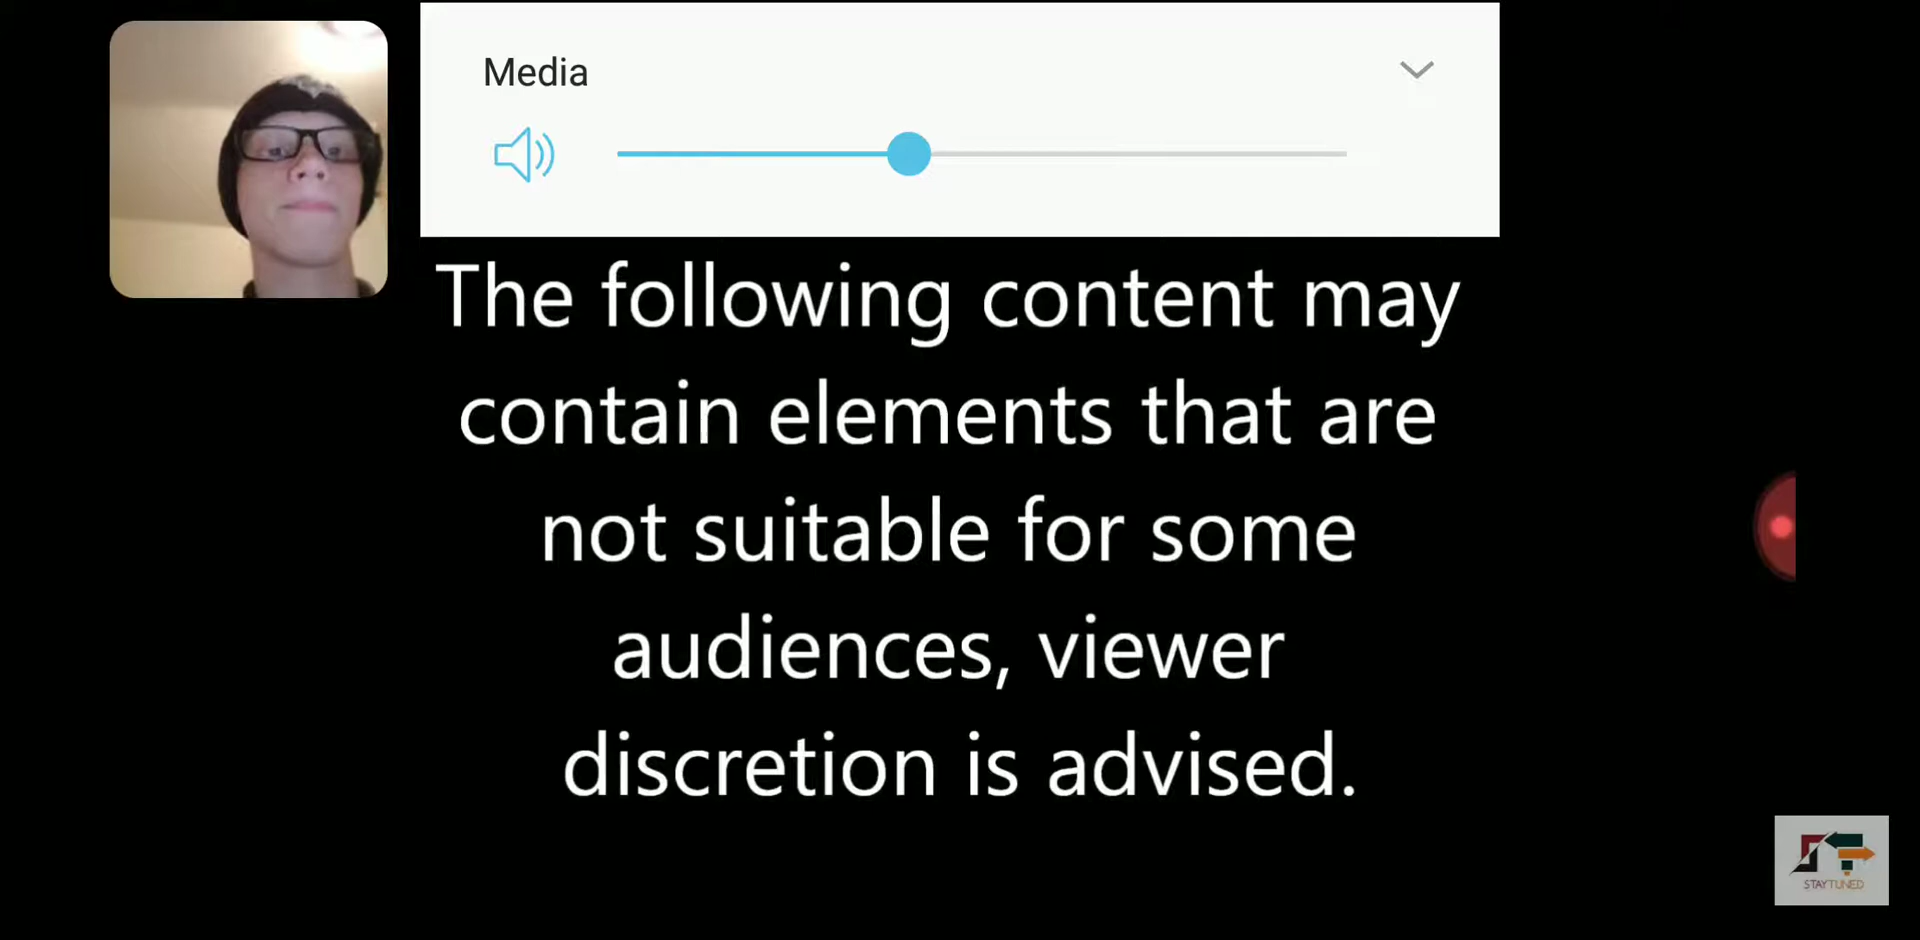 Media
The following content may
contain elements that are
not suitable for some
audiences, viewer
discretion is advised.
STAYTUNED